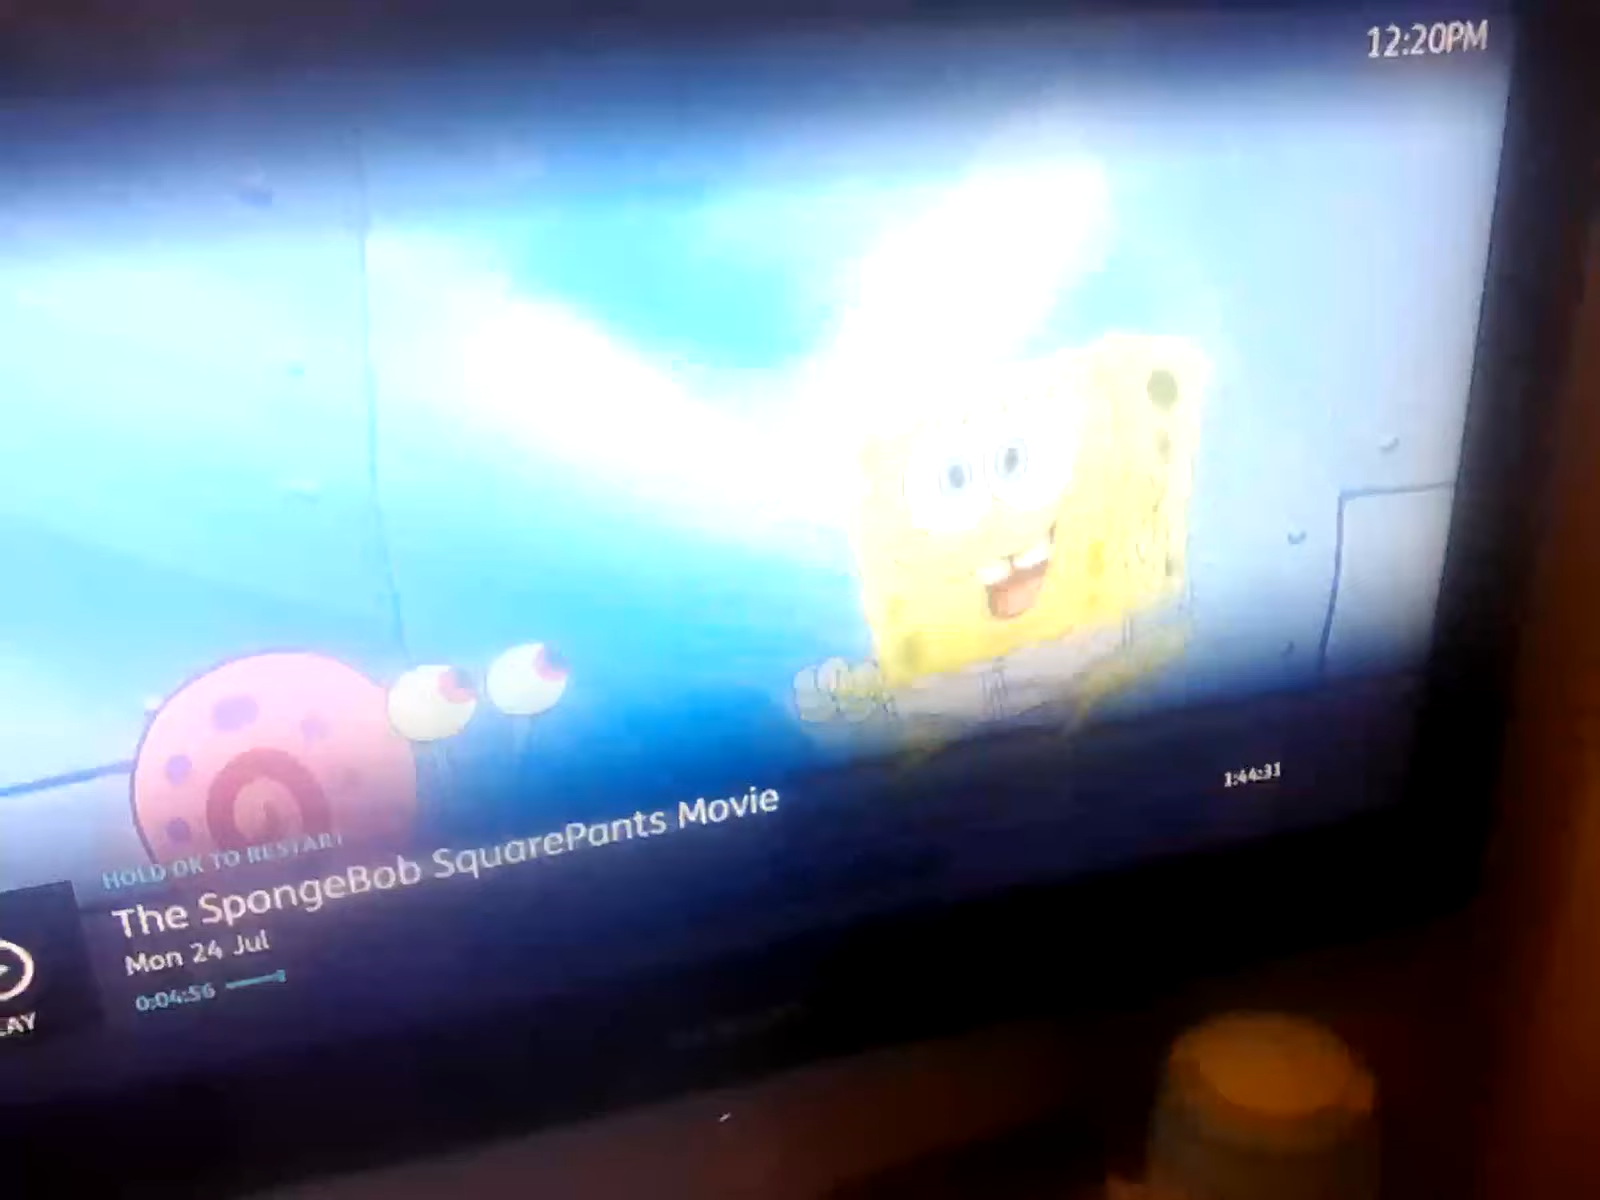 12:20PM
1:44:31
HOLD OK TO RESTART
The SpongeBob SquarePants Movie
Mon 24 Jul
0:04:56
LAY